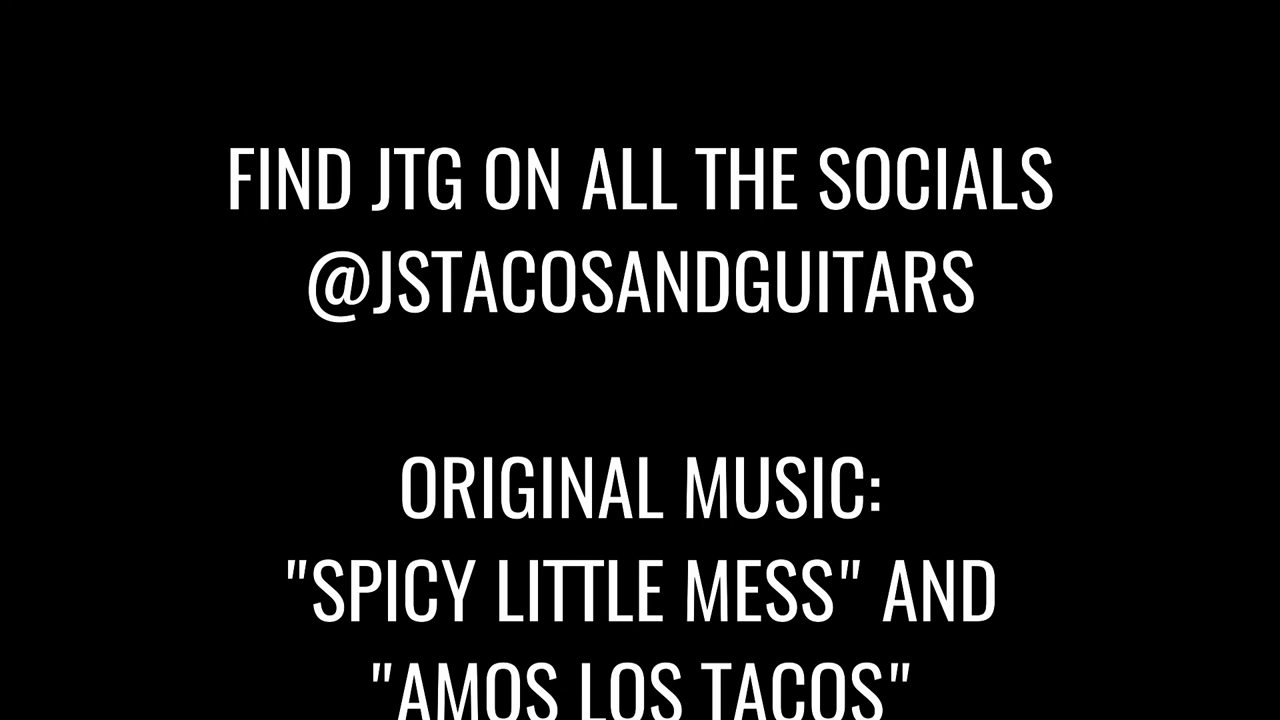 FIND JTG ON ALL THE SOCIALS
@JSTACOSANDGUITARS
ORIGINAL MUSIC:
"SPICY LITTLE MESS" AND
"AMOS LOS TACOS"